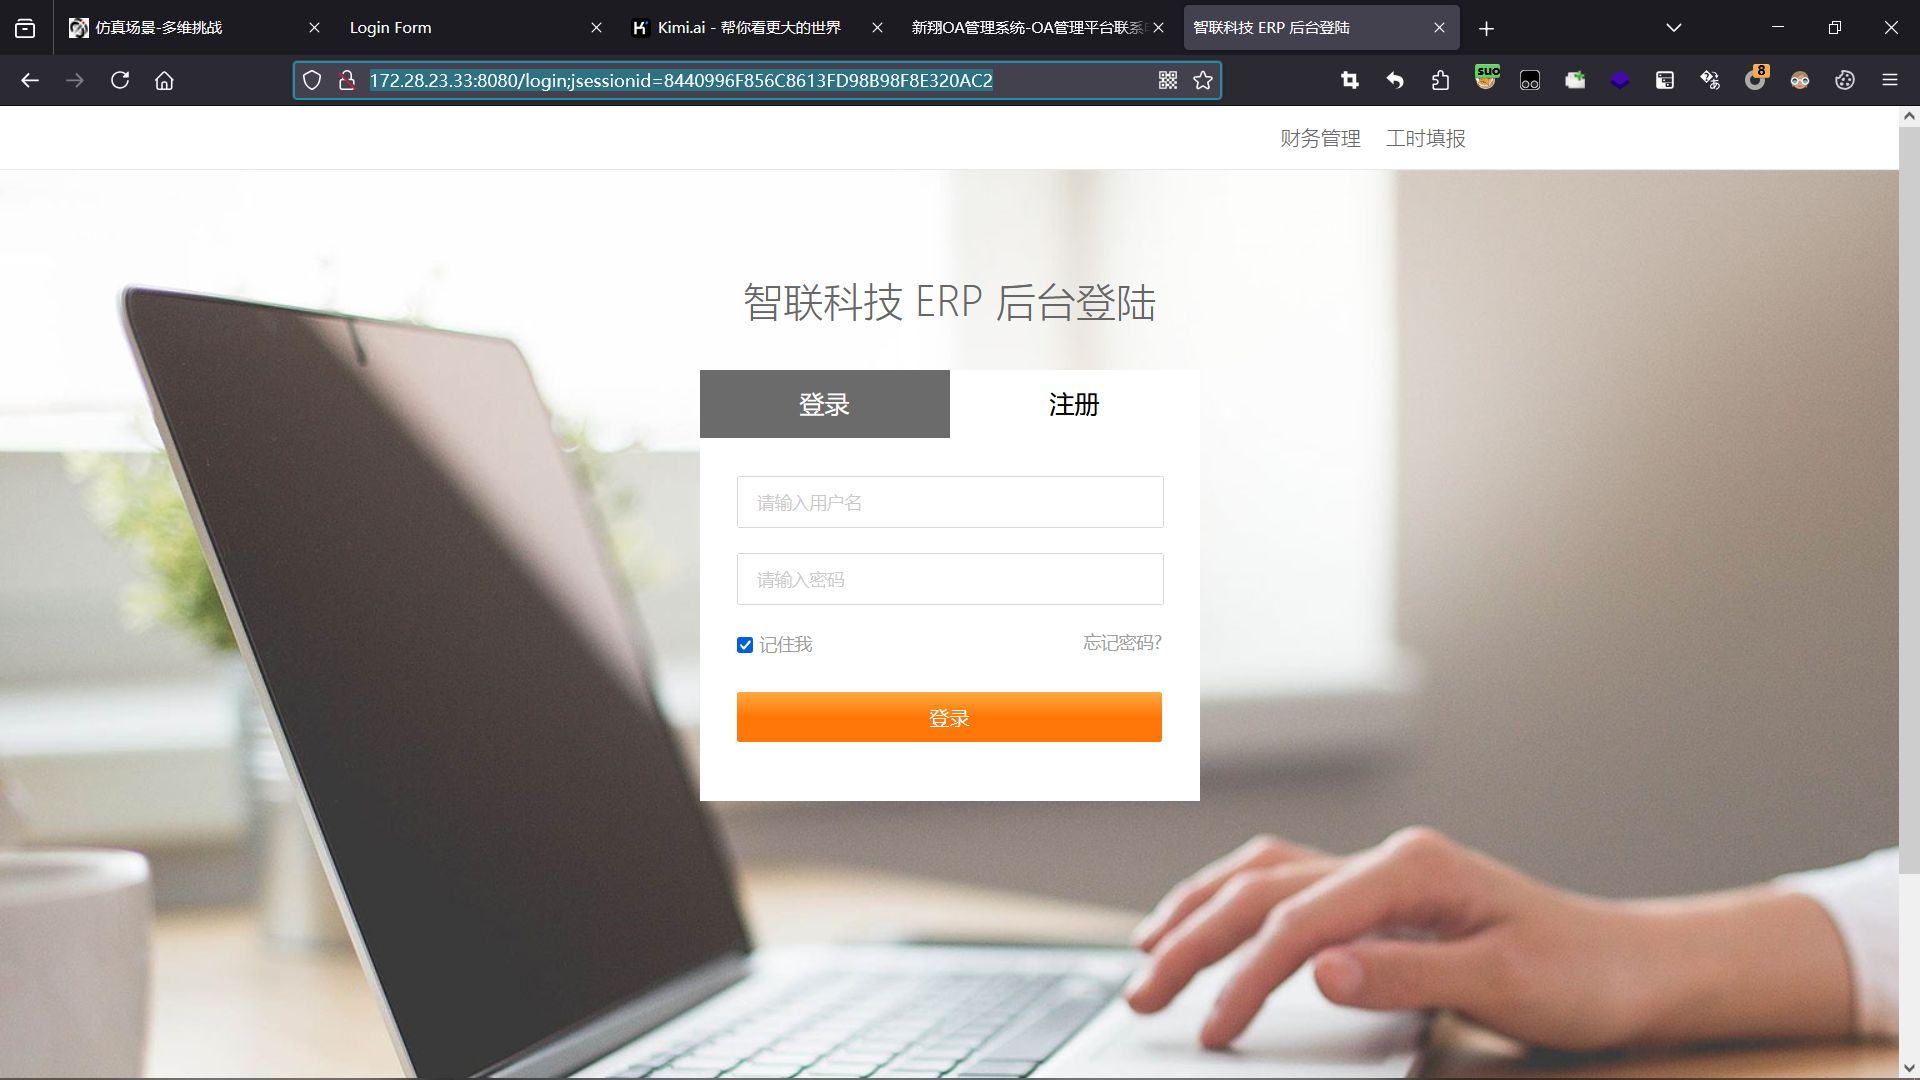 仿真场景-多维挑战
Login Form
Kimi.ai - 帮你看更大的世界
新翔OA管理系统-OA管理平台联系
智联科技 ERP 后台登陆
172.28.23.33:8080/login;jsessionid=8440996F856C8613FD98B98F8E320AC2
SUO
8
财务管理 工时填报
智联科技 ERP 后台登陆
登录 注册
请输入用户名
请输入密码
记住我 忘记密码?
登录